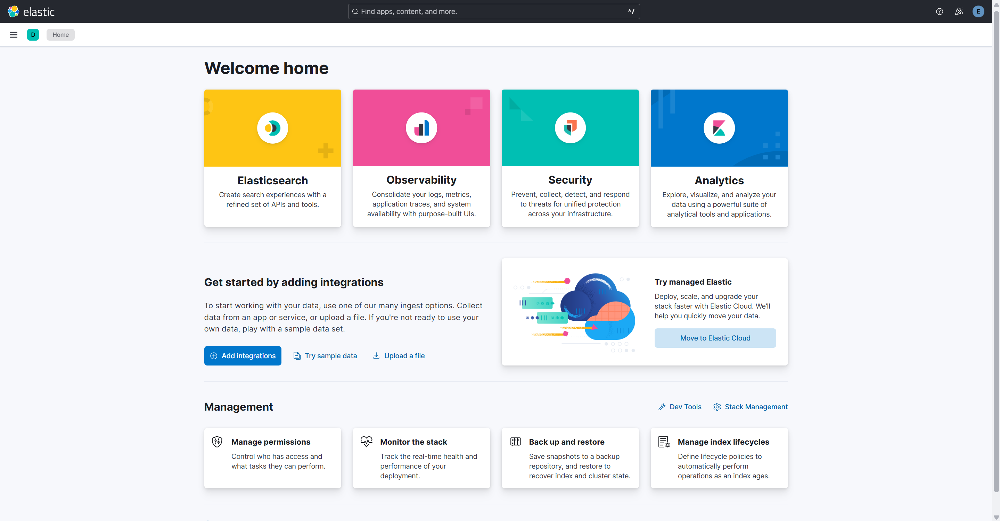 elastic
Find apps, content, and more.
^/
E
D
Home
Welcome home
Elasticsearch
Create search experiences with a
refined set of APIs and tools.
Observability
Consolidate your logs, metrics,
application traces, and system
availability with purpose-built UIs.
Security
Prevent, collect, detect, and respond
to threats for unified protection
across your infrastructure.
Analytics
Explore, visualize, and analyze your
data using a powerful suite of
analytical tools and applications.
Get started by adding integrations
To start working with your data, use one of our many ingest options. Collect
data from an app or service, or upload a file. If you're not ready to use your
own data, play with a sample data set.
Add integrations
Try sample data
Upload a file
Try managed Elastic
Deploy, scale, and upgrade your
stack faster with Elastic Cloud. We’ll
help you quickly move your data.
Move to Elastic Cloud
Management
Dev Tools
Stack Management
Manage permissions
Control who has access and
what tasks they can perform.
Monitor the stack
Track the real-time health and
performance of your
deployment.
Back up and restore
Save snapshots to a backup
repository, and restore to
recover index and cluster state.
Manage index lifecycles
Define lifecycle policies to
automatically perform
operations as an index ages.